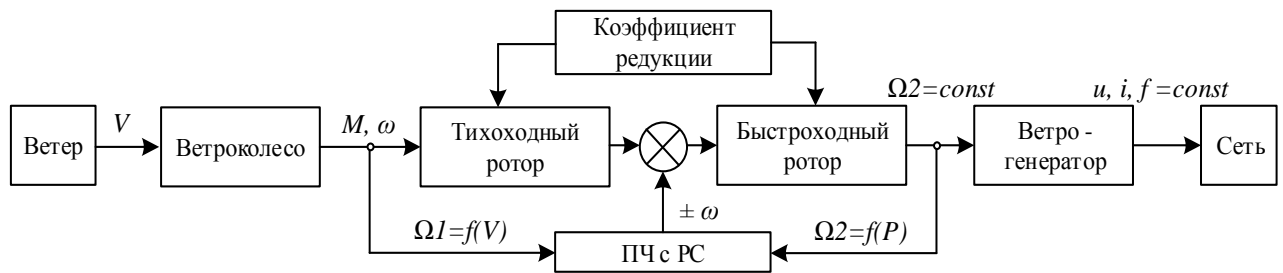 Коэффициент
редукции
Ветер
V
Ветроколесо
M, ω
Тихоходный
ротор
Быстроходный
ротор
Ω2=const
Ветро -
генератор
u, i, f =const
Сеть
Ω1=f(V)
± ω
ПЧ с РС
Ω2=f(P)